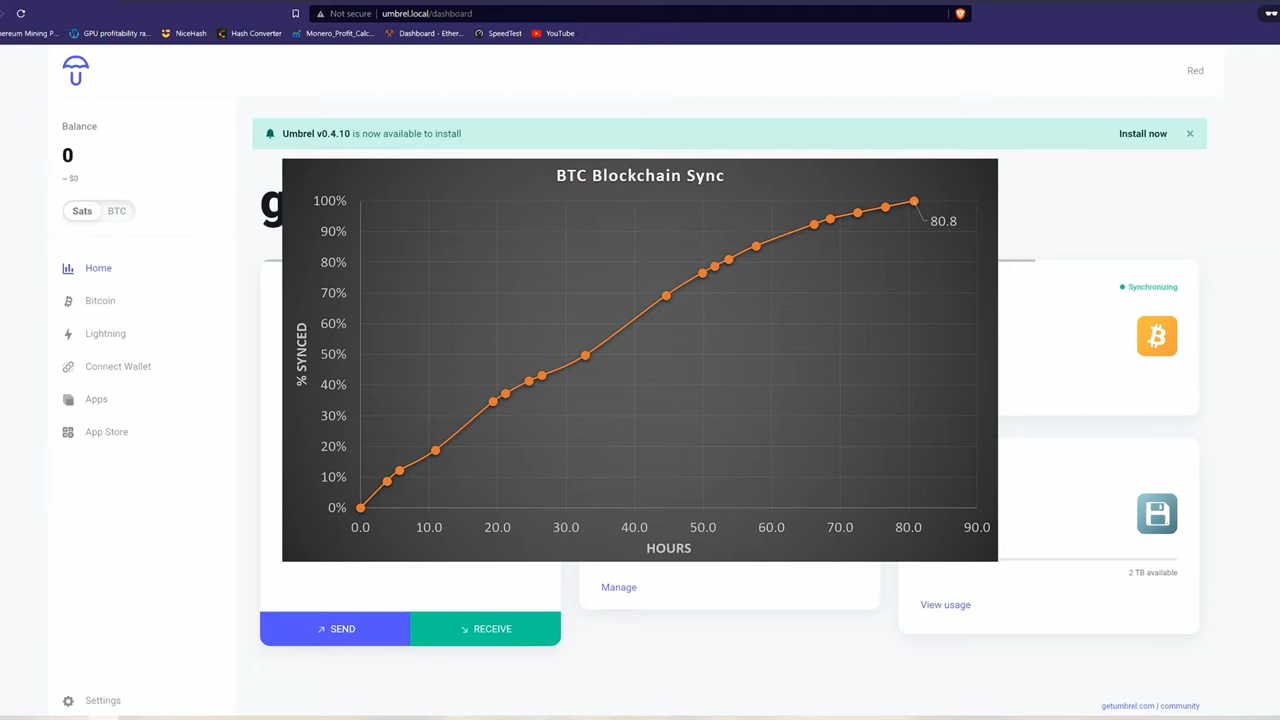 Not secure | umbrel.local/dashboard
hereum Mining P... GPU profitability ra... NiceHash Hash Converter Monero_Profit_Calc... Dashboard - Ether... SpeedTest YouTube
Red
Balance
0
~ $0
Sats BTC
Home
Bitcoin
Lightning
Connect Wallet
Apps
App Store
Settings
Umbrel v0.4.10 is now available to install
Install now
g
BTC Blockchain Sync
100%
90%
80%
70%
60%
50%
40%
30%
20%
10%
0%
% SYNCED
80.8
0.0 10.0 20.0 30.0 40.0 50.0 60.0 70.0 80.0 90.0
HOURS
Synchronizing
2 TB available
Manage
View usage
SEND
RECEIVE
getumbrel.com | community